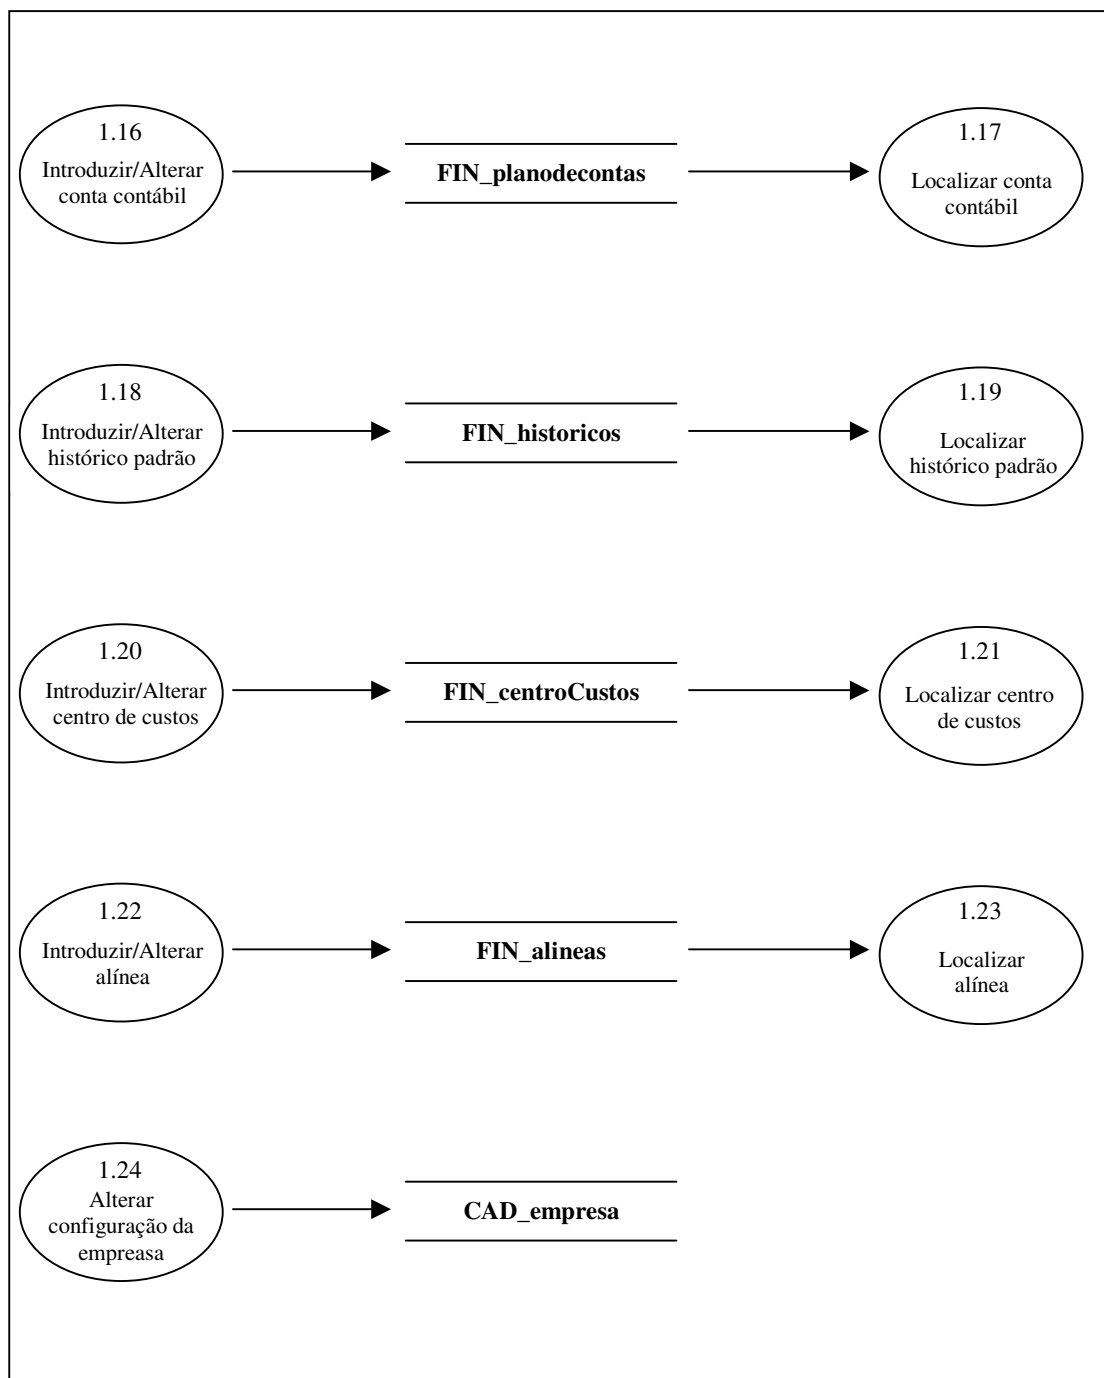 1.16
Introduzir/Alterar
conta contábil
FIN_planodecontas
1.17
Localizar conta
contábil
1.18
Introduzir/Alterar
histórico padrão
FIN_historicos
1.19
Localizar
histórico padrão
1.20
Introduzir/Alterar
centro de custos
FIN_centroCustos
1.21
Localizar centro
de custos
1.22
Introduzir/Alterar
alínea
FIN_alineas
1.23
Localizar
alínea
1.24
Alterar
configuração da
empreasa
CAD_empresa